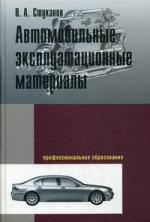 В. А. Стуканов
Автомобильные
эксплуатационные
материалы
профессиональное образование